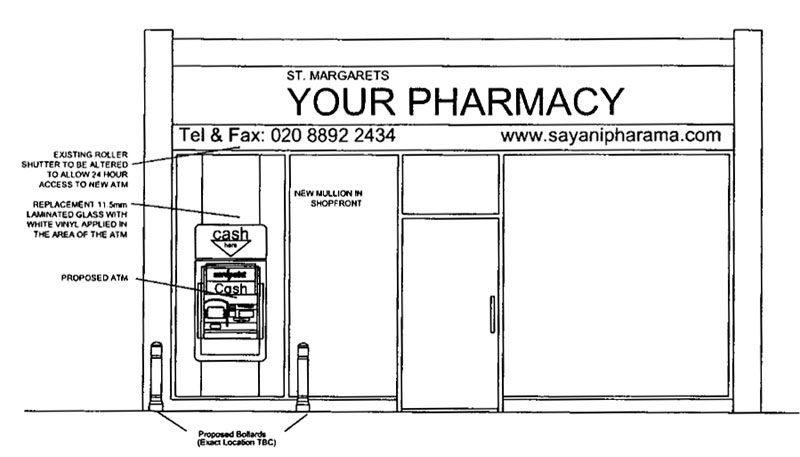 ST. MARGARETS
YOUR PHARMACY
Tel & Fax: 020 8892 2434
www.sayanipharama.com
EXISTING ROLLER
SHUTTER TO BE ALTERED
TO ALLOW 24 HOUR
ACCESS TO NEW ATM
REPLACEMENT 11.5mm
LAMINATED GLASS WITH
WHITE VINYL APPLIED IN
THE AREA OF THE ATM
PROPOSED ATM
NEW MULLION IN
SHOPFRONT
cash
here
Cash
Proposed Bollards
(Exact Location TBC)